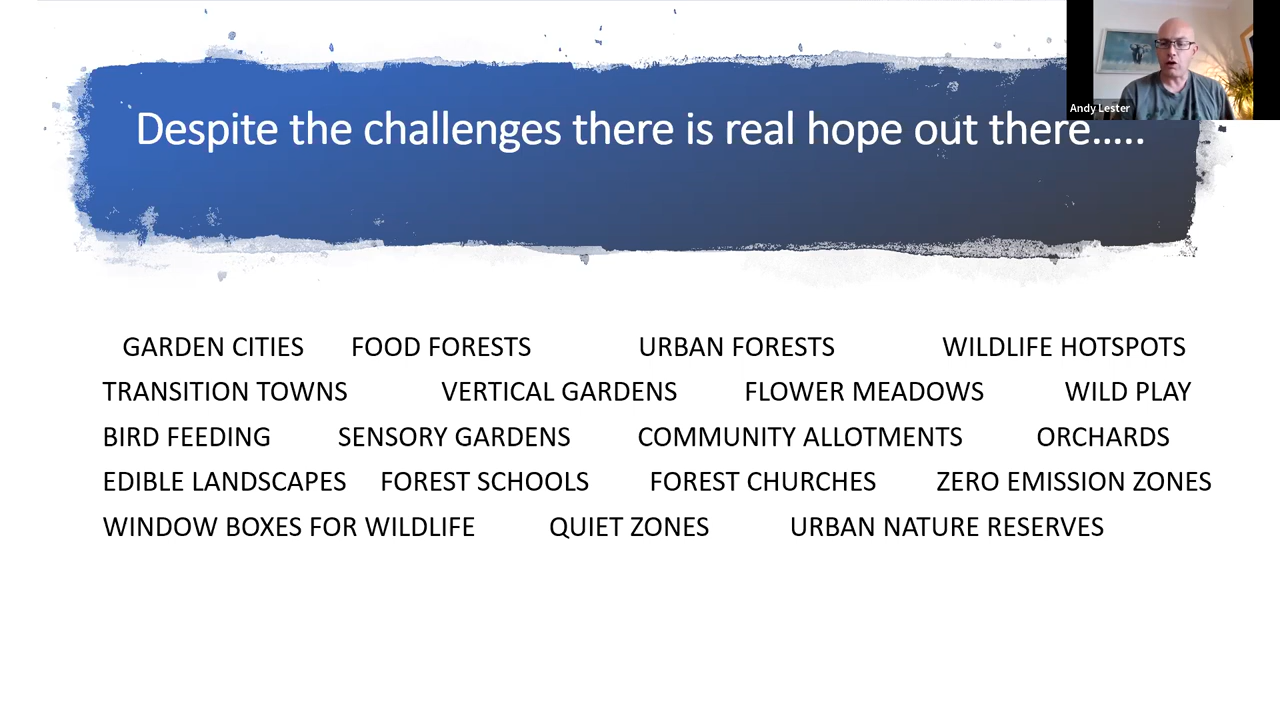 Despite the challenges there is real hope out there.....
Andy Lester
GARDEN CITIES FOOD FORESTS URBAN FORESTS WILDLIFE HOTSPOTS
TRANSITION TOWNS VERTICAL GARDENS FLOWER MEADOWS WILD PLAY
BIRD FEEDING SENSORY GARDENS COMMUNITY ALLOTMENTS ORCHARDS
EDIBLE LANDSCAPES FOREST SCHOOLS FOREST CHURCHES ZERO EMISSION ZONES
WINDOW BOXES FOR WILDLIFE QUIET ZONES URBAN NATURE RESERVES